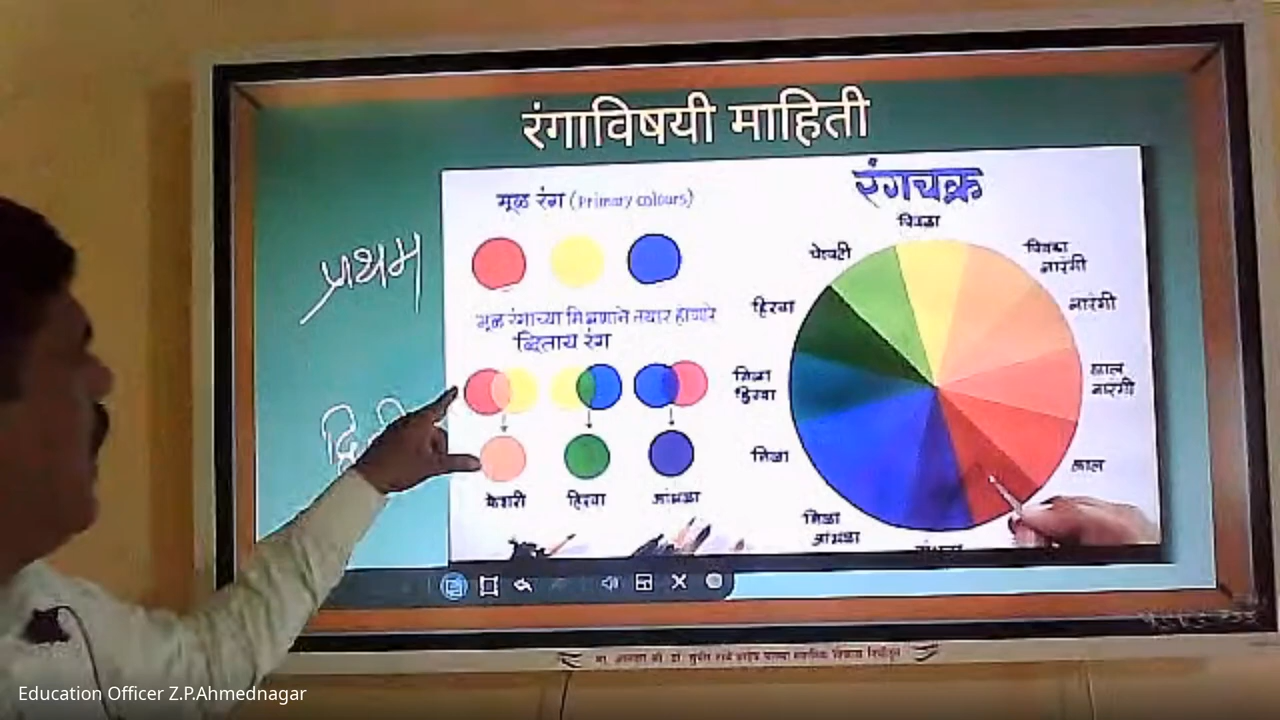 रंगाविषयी माहिती
मूळ रंग (Primary colours)
रंगचक्र
पिवळा
पोपटी
पिवळा
नारंगी
हिरवा
नारंगी
प्रथम
मूळ रंगाच्या मिश्रणाने तयार होणारे
द्वितीय रंग
लाल
नारंगी
निळा
हिरवा
द्वि
निळा
लाल
केशरी हिरवा जांभळा
निळा
जांभळा
Education Officer Z.P.Ahmednagar